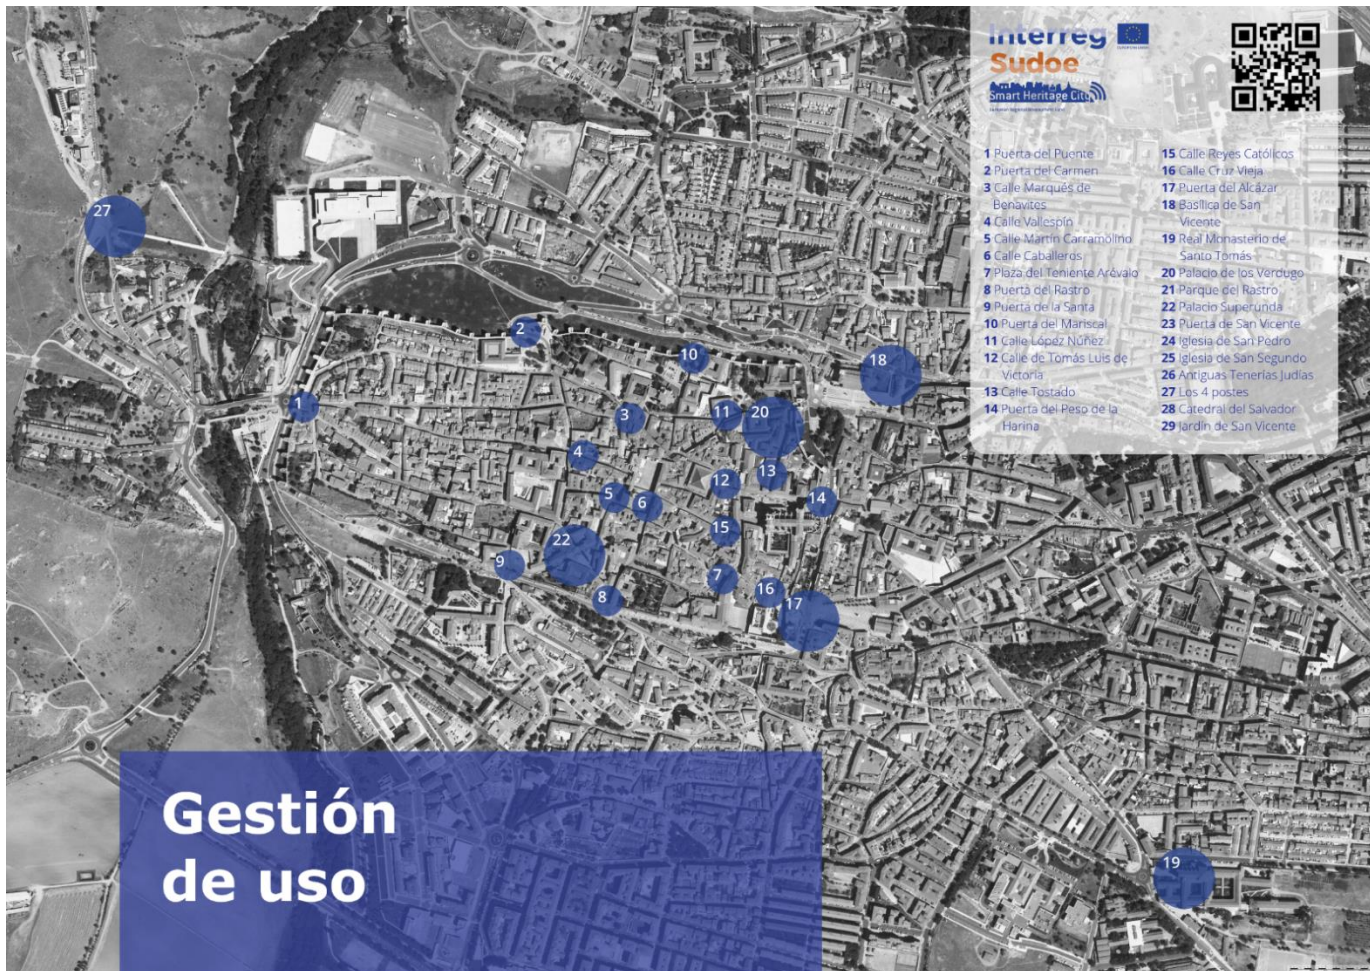 Interreg
EUROPEAN UNION
Sudoe
Smart Heritage City
1 Puerta del Puente
2 Puerta del Carmen
3 Calle Marqués de
Benavites
4 Calle Vallespín
5 Calle Martín Carramolino
6 Calle Caballeros
7 Plaza del Teniente Arévalo
8 Puerta del Rastro
9 Puerta de la Santa
10 Puerta del Mariscal
11 Calle López Núñez
12 Calle de Tomás Luis de
Victoria
13 Calle Tostado
14 Puerta del Peso de la
Harina
15 Calle Reyes Católicos
16 Calle Cruz Vieja
17 Puerta del Alcázar
18 Basílica de San
Vicente
19 Real Monasterio de
Santo Tomás
20 Palacio de los Verdugo
21 Parque del Rastro
22 Palacio Superunda
23 Puerta de San Vicente
24 Iglesia de San Pedro
25 Iglesia de San Segundo
26 Antiguas Tenerías Judías
27 Los 4 postes
28 Catedral del Salvador
29 Jardín de San Vicente
27
2
10
18
1
3
11
20
4
13
12
5
6
14
15
22
9
7
8
16
17
19
Gestión
de uso